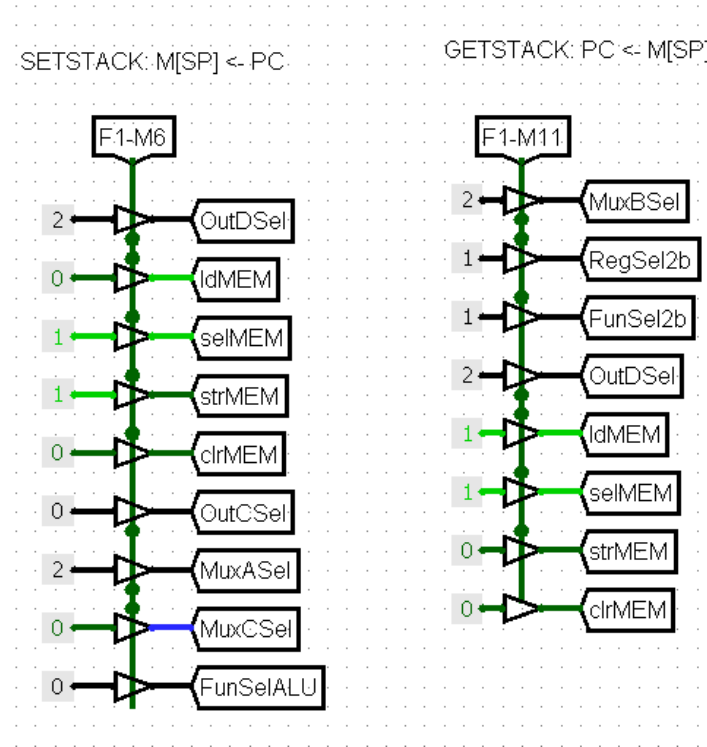 SETSTACK: M[SP] <- PC
F1-M6
2 OutDSel
0 ldMEM
1 selMEM
1 strMEM
0 clrMEM
0 OutCSel
2 MuxASel
0 MuxCSel
0 FunSelALU
GETSTACK: PC <- M[SP]
F1-M11
2 MuxBSel
1 RegSel2b
1 FunSel2b
2 OutDSel
1 ldMEM
1 selMEM
0 strMEM
0 clrMEM